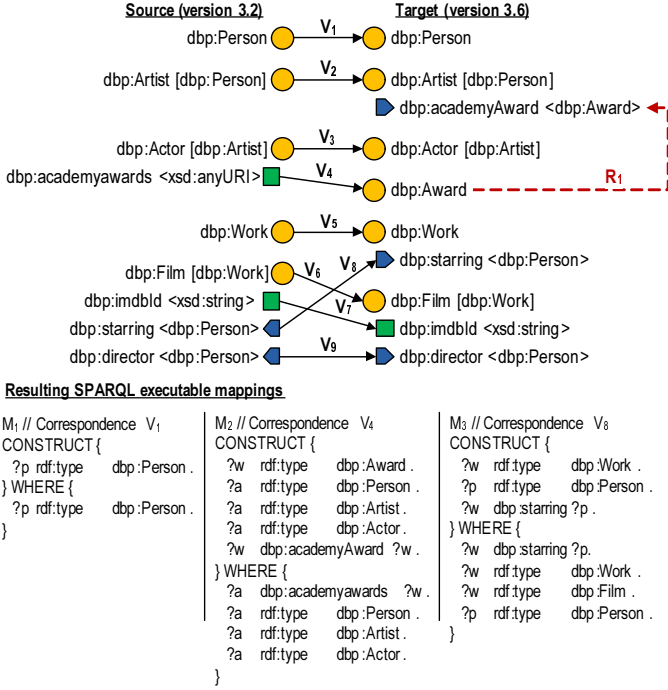 Source (version 3.2) Target (version 3.6)
dbp:Person V1 dbp:Person
dbp:Artist [dbp:Person] V2 dbp:Artist [dbp:Person]
dbp:academyAward <dbp:Award>
dbp:Actor [dbp:Artist] V3 dbp:Actor [dbp:Artist]
dbp:academyawards <xsd:anyURI> V4 dbp:Award R1
dbp:Work V5 dbp:Work
V8 dbp:starring <dbp:Person>
dbp:Film [dbp:Work] V6 dbp:Film [dbp:Work]
dbp:imdbId <xsd:string> V7 dbp:imdbId <xsd:string>
dbp:starring <dbp:Person>
dbp:director <dbp:Person> V9 dbp:director <dbp:Person>
Resulting SPARQL executable mappings
M1 // Correspondence V1
CONSTRUCT {
?p rdf:type dbp:Person .
} WHERE {
?p rdf:type dbp:Person .
}
M2 // Correspondence V4
CONSTRUCT {
?w rdf:type dbp:Award .
?a rdf:type dbp:Person .
?a rdf:type dbp:Artist .
?a rdf:type dbp:Actor .
?w dbp:academyAward ?w .
} WHERE {
?a dbp:academyawards ?w .
?a rdf:type dbp:Person .
?a rdf:type dbp:Artist .
?a rdf:type dbp:Actor .
}
M3 // Correspondence V8
CONSTRUCT {
?w rdf:type dbp:Work .
?p rdf:type dbp:Person .
?w dbp:starring ?p .
} WHERE {
?w dbp:starring ?p.
?w rdf:type dbp:Work .
?w rdf:type dbp:Film .
?p rdf:type dbp:Person .
}